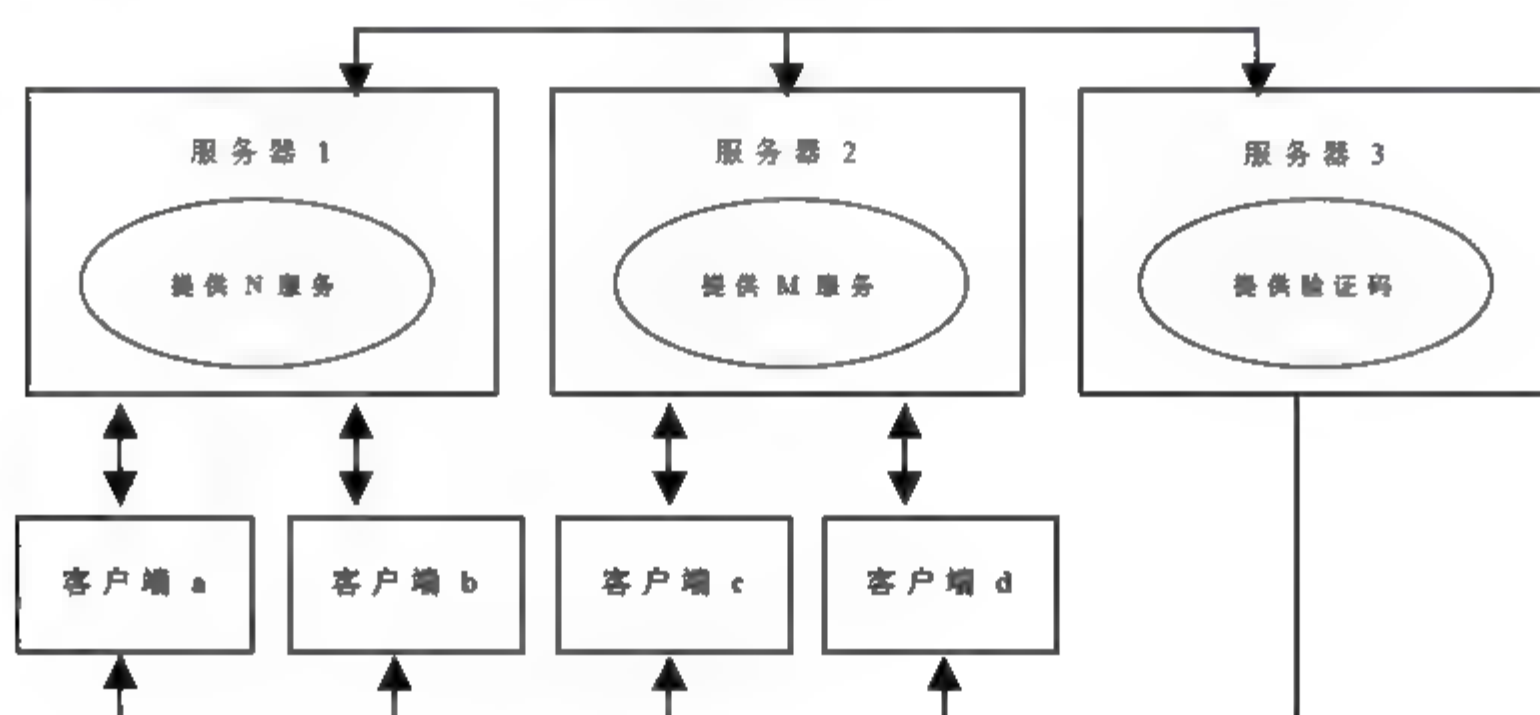 服务器 1
服务器 2
服务器 3
提供 N 服务
提供 M 服务
提供验证码
客户端 a
客户端 b
客户端 c
客户端 d